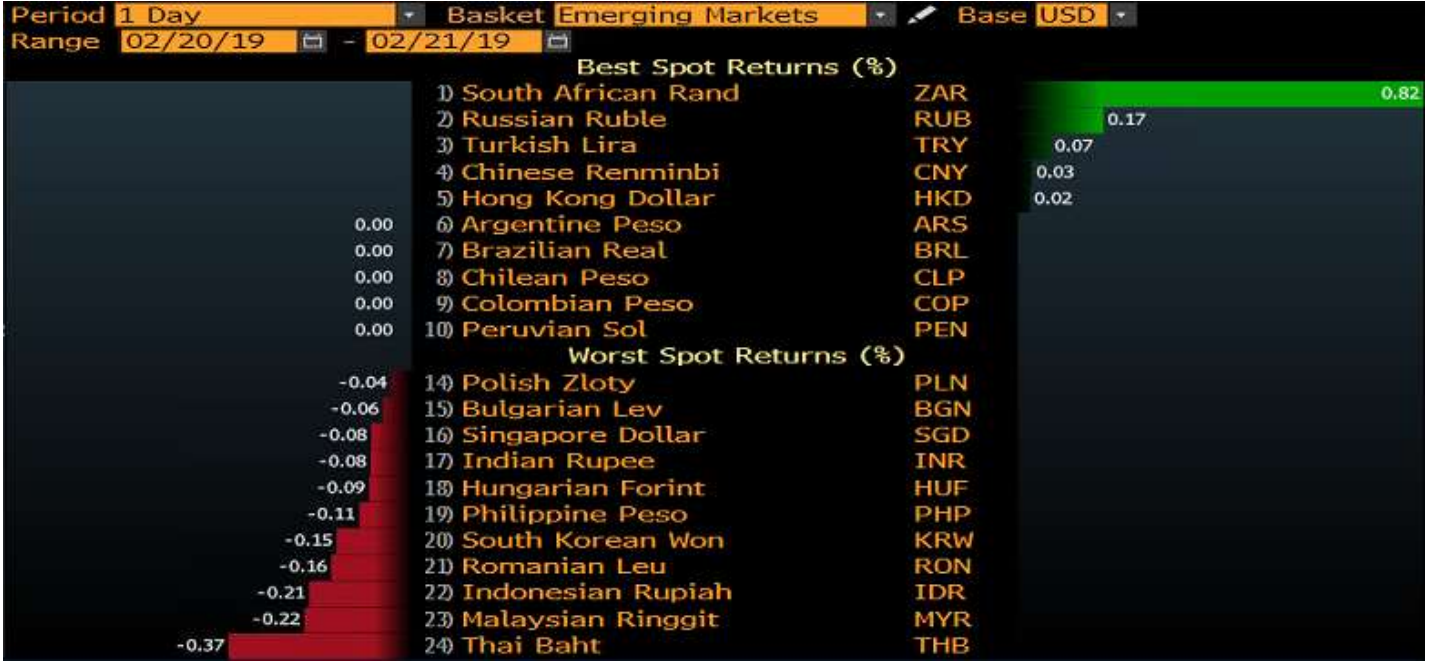 Period 1 Day Basket Emerging Markets Base USD
Range 02/20/19 - 02/21/19
Best Spot Returns (%)
1) South African Rand ZAR 0.82
2) Russian Ruble RUB 0.17
3) Turkish Lira TRY 0.07
4) Chinese Renminbi CNY 0.03
5) Hong Kong Dollar HKD 0.02
0.00 6) Argentine Peso ARS
0.00 7) Brazilian Real BRL
0.00 8) Chilean Peso CLP
0.00 9) Colombian Peso COP
0.00 10) Peruvian Sol PEN
Worst Spot Returns (%)
-0.04 14) Polish Zloty PLN
-0.06 15) Bulgarian Lev BGN
-0.08 16) Singapore Dollar SGD
-0.08 17) Indian Rupee INR
-0.09 18) Hungarian Forint HUF
-0.11 19) Philippine Peso PHP
-0.15 20) South Korean Won KRW
-0.16 21) Romanian Leu RON
-0.21 22) Indonesian Rupiah IDR
-0.22 23) Malaysian Ringgit MYR
-0.37 24) Thai Baht THB